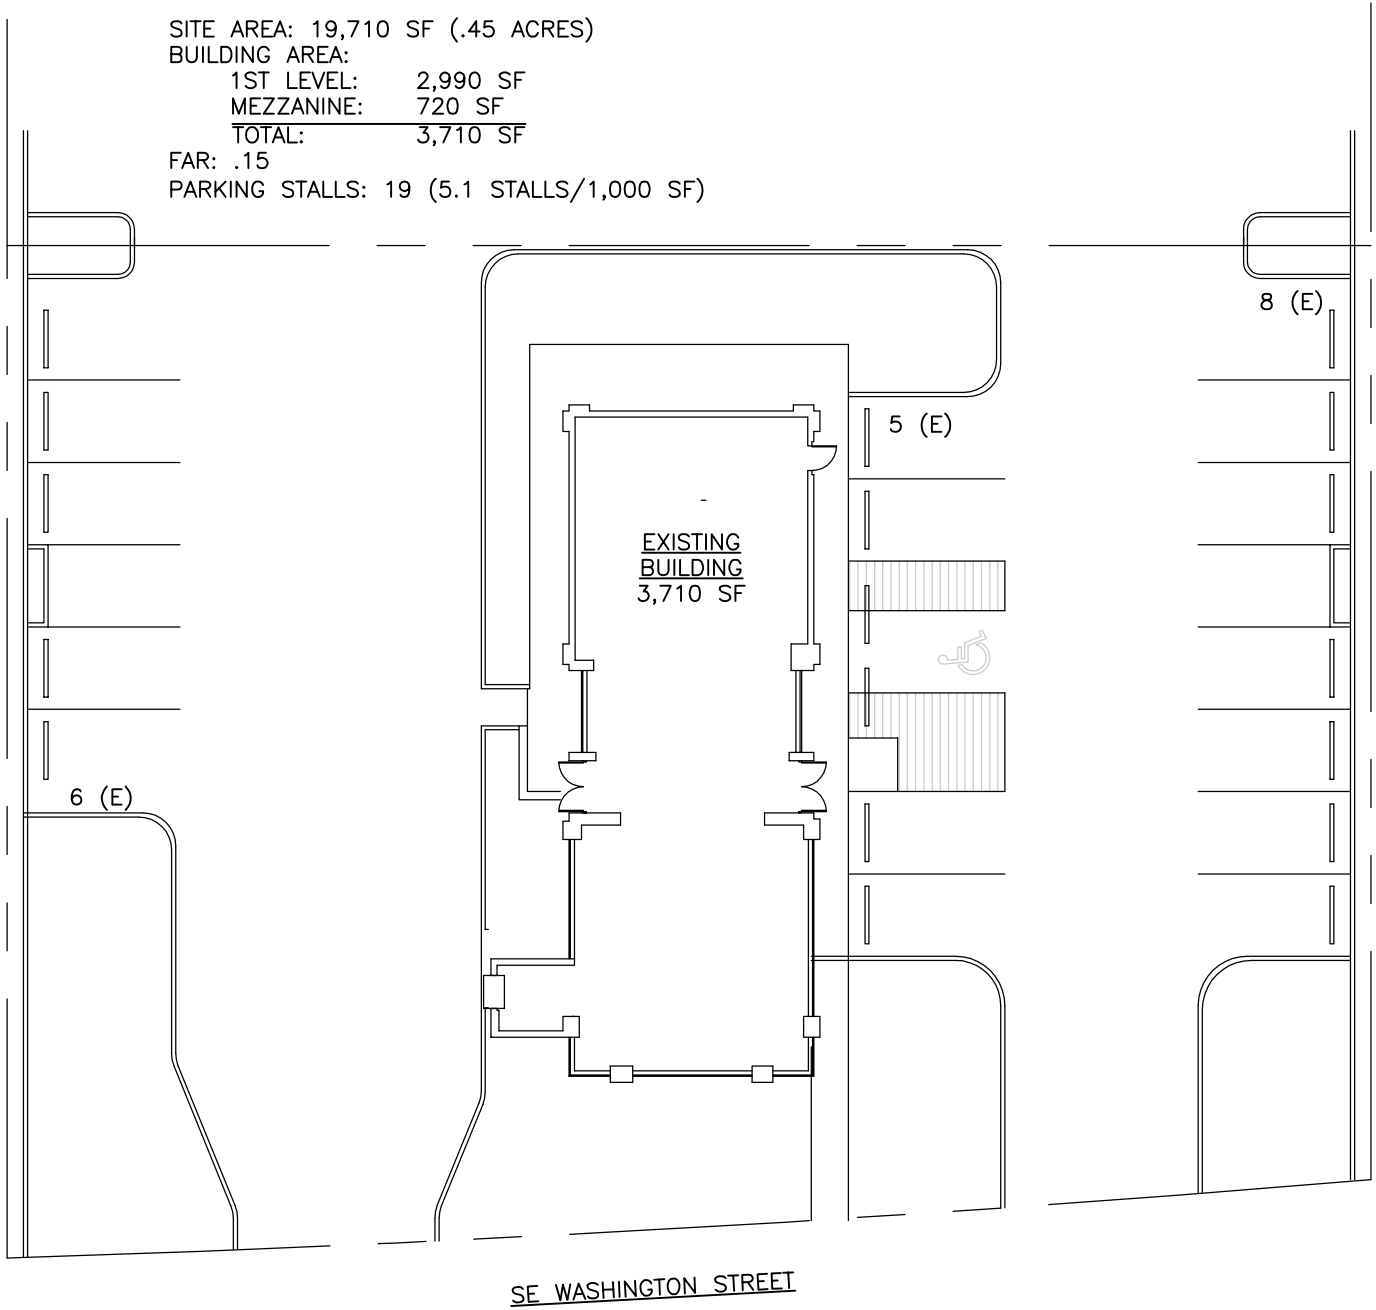 SITE AREA: 19,710 SF (.45 ACRES)
BUILDING AREA:
1ST LEVEL: 2,990 SF
MEZZANINE: 720 SF
TOTAL: 3,710 SF
FAR: .15
PARKING STALLS: 19 (5.1 STALLS/1,000 SF)
8 (E)
5 (E)
EXISTING
BUILDING
3,710 SF
6 (E)
SE WASHINGTON STREET